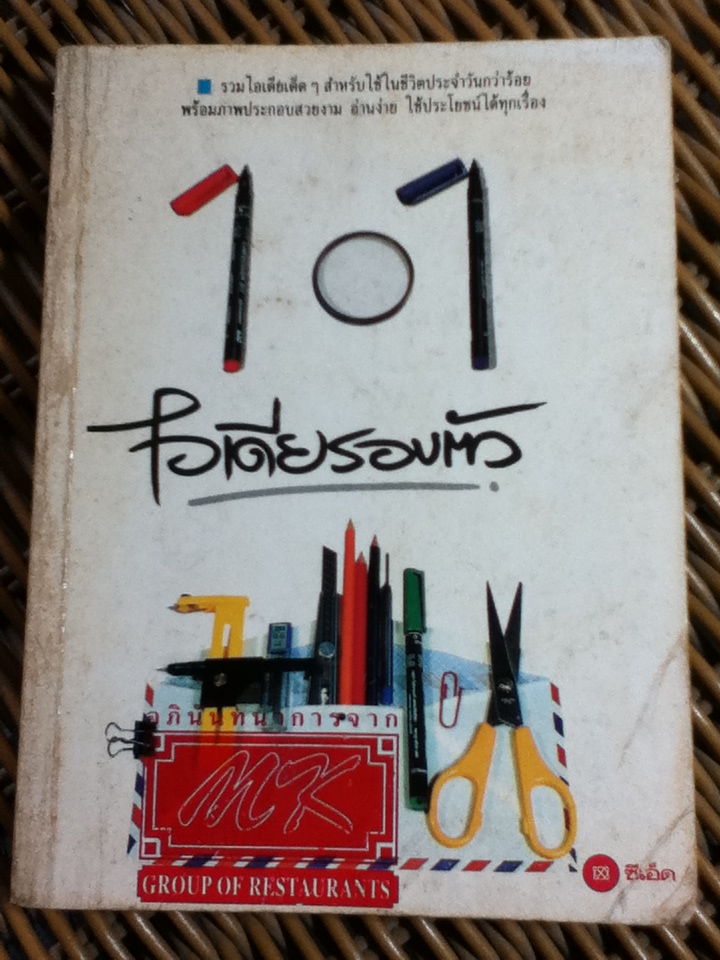 รวมไอเดียเด็ด ๆ สำหรับใช้ในชีวิตประจำวันกว่าร้อย
พร้อมภาพประกอบสวยงาม อ่านง่าย ใช้ประโยชน์ได้ทุกเรื่อง
101
ไอเดียรอบตัว
อภินันทนาการจาก
MK
GROUP OF RESTAURANTS
ซีเอ็ด